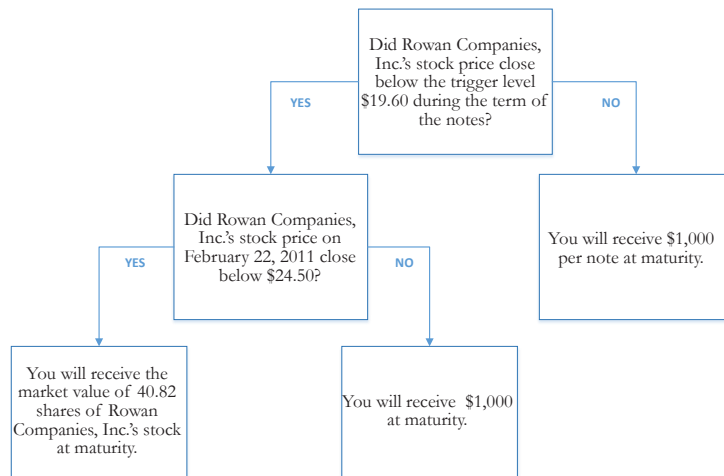 Did Rowan Companies,
Inc.'s stock price close
below the trigger level
$19.60 during the term of
the notes?
YES
NO
Did Rowan Companies,
Inc.'s stock price on
February 22, 2011 close
below $24.50?
You will receive $1,000
per note at maturity.
YES
NO
You will receive the
market value of 40.82
shares of Rowan
Companies, Inc.'s stock
at maturity.
You will receive $1,000
at maturity.